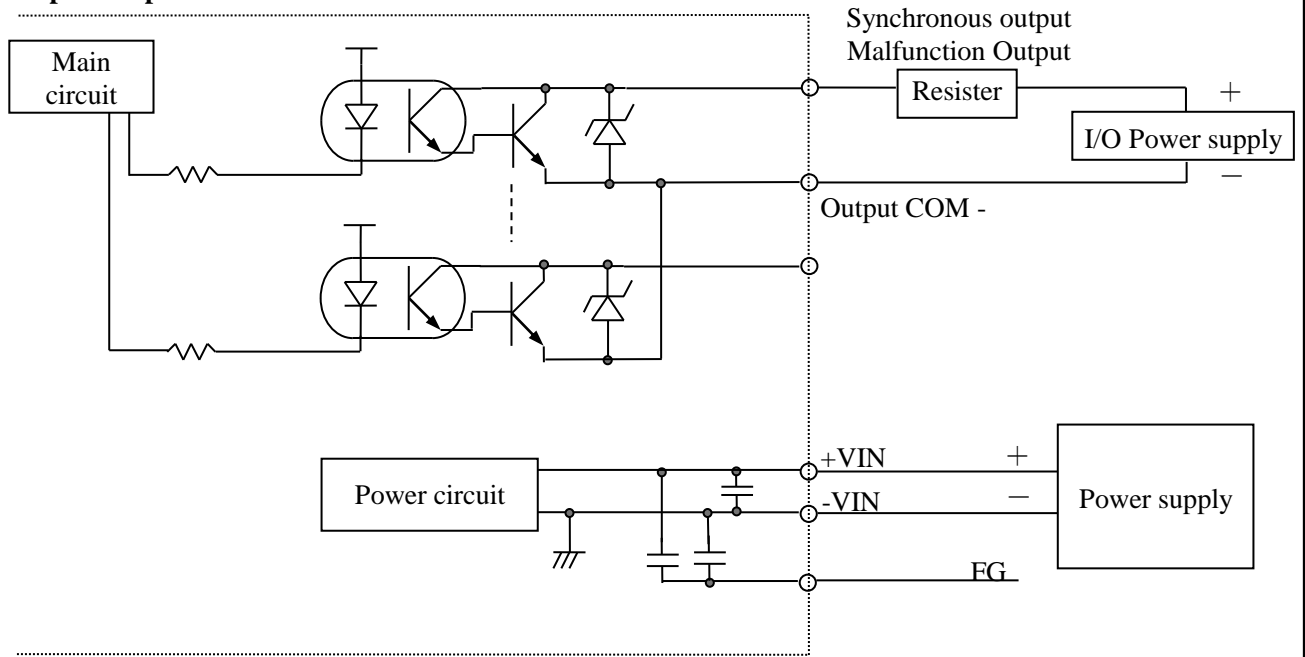 Synchronous output
Malfunction Output
Main
circuit
Resister
+
I/O Power supply
−
Output COM -
+VIN
+
Power circuit
-VIN
−
Power supply
FG